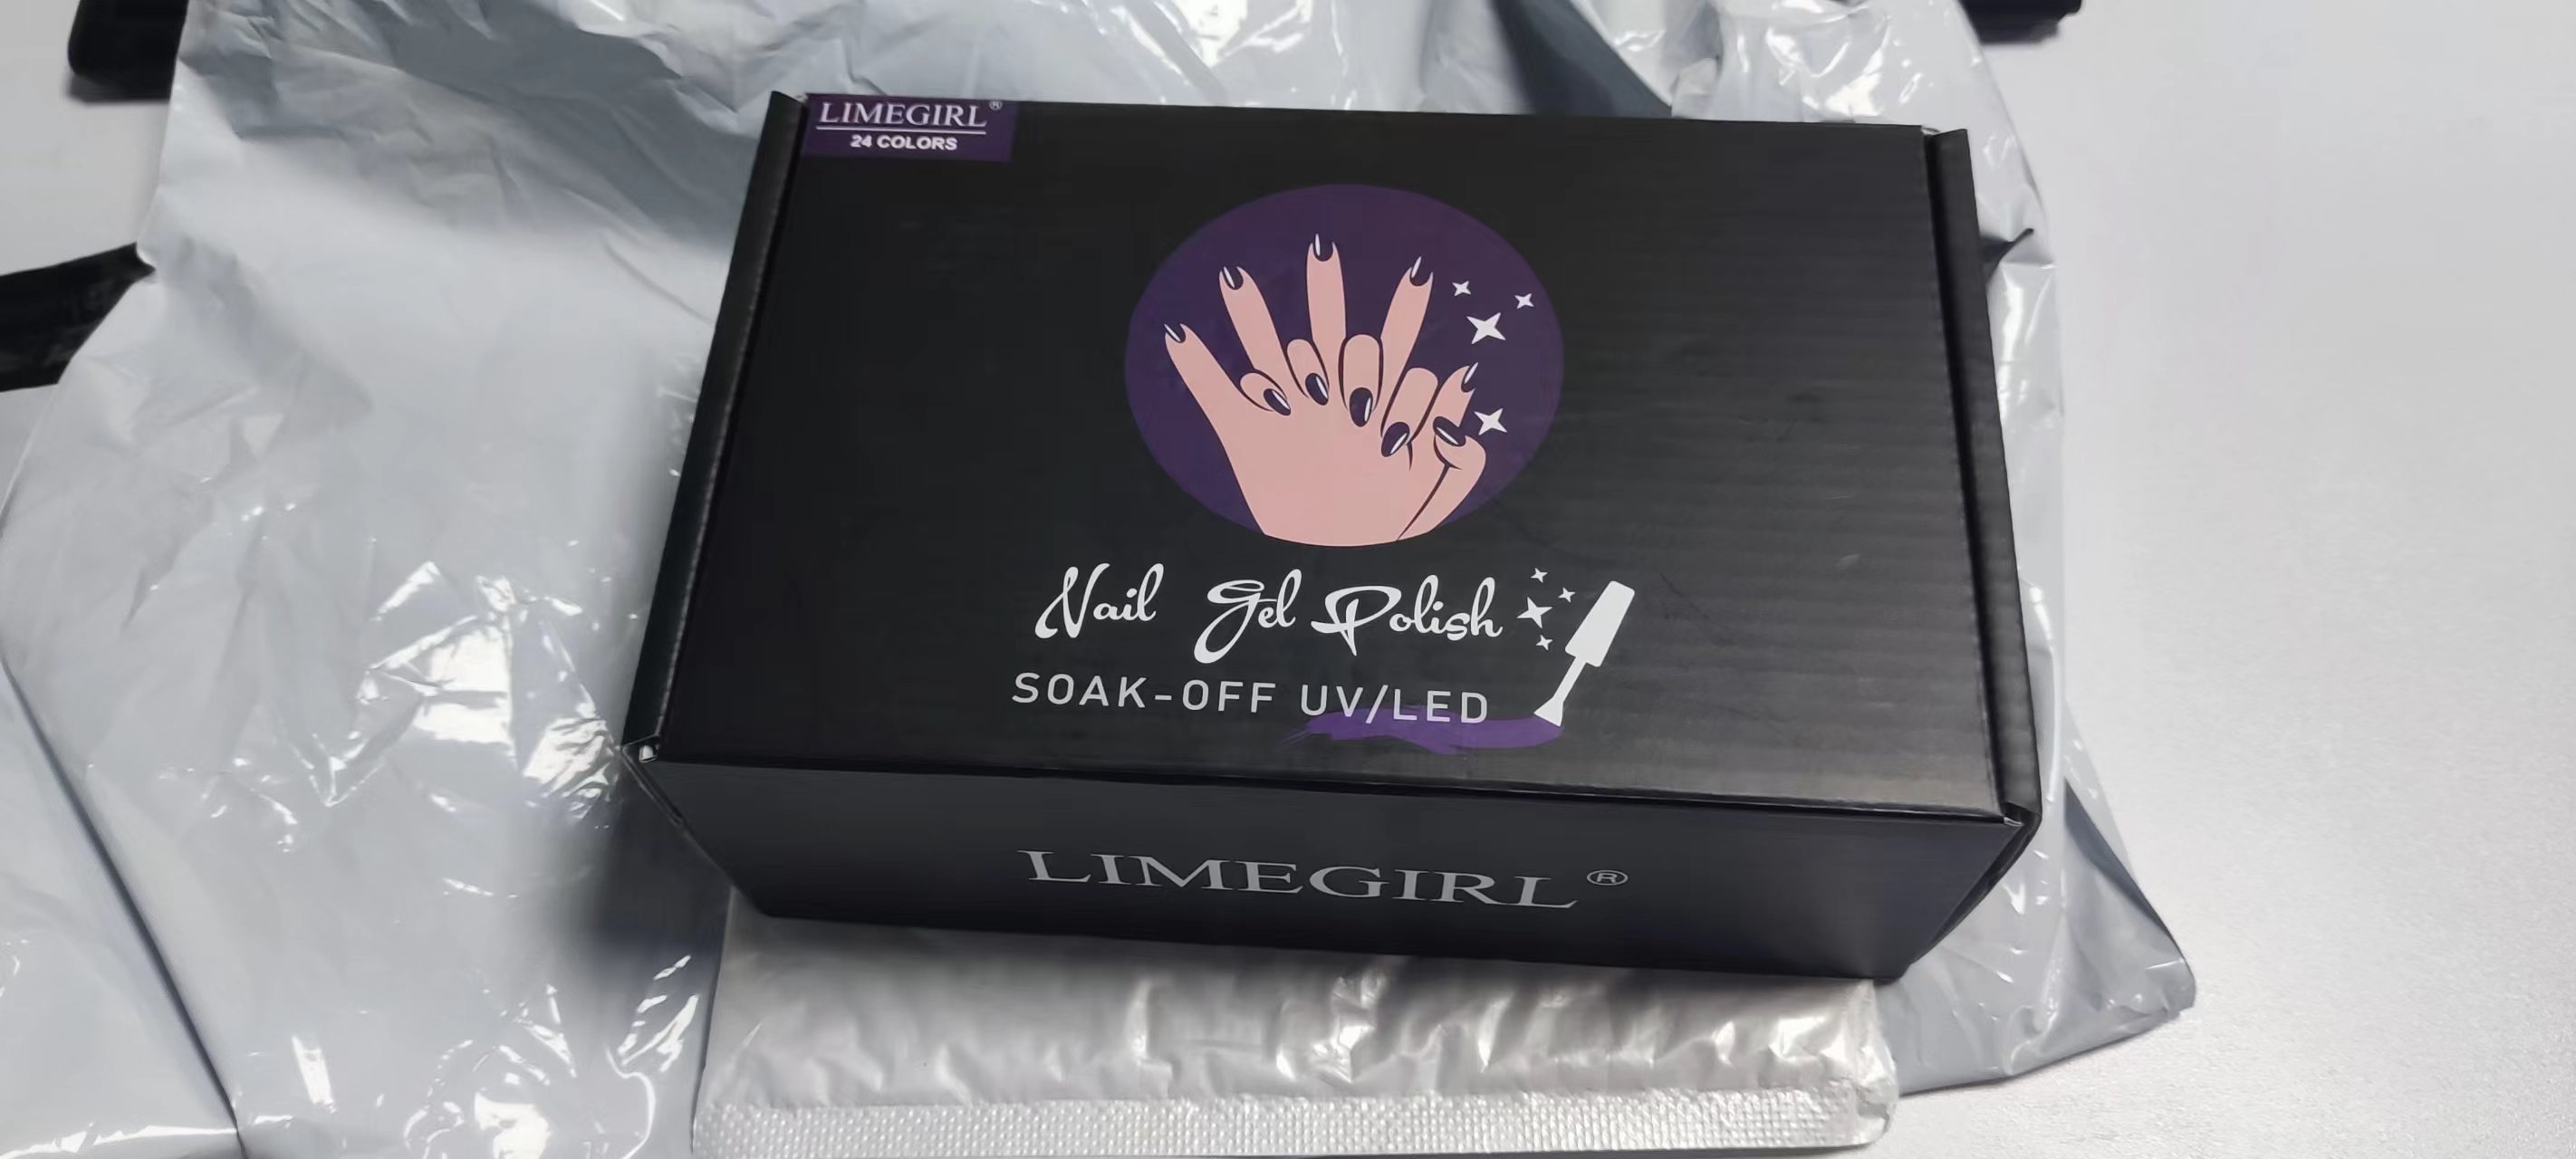 LIMEGIRL®
24 COLORS
Nail Gel Polish
SOAK-OFF UV/LED
LIMEGIRL®